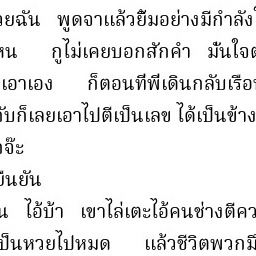 วยฉัน พูดจาแล้วยิ้มอย่างมีกำลัง
หน กูไม่เคยบอกสักคำ มันใจ
เอาเอง ก็ตอนที่พี่เดินกลับเรือ
ับก็เลยเอาไปตีเป็นเลข ได้เป็นข้าง
จ๊ะ
ยืนยัน
น ไอ้บ้า เขาไล่เตะไอ้คนช่างตีคว
ป็นหวยไปหมด แล้วชีวิตพวกมี